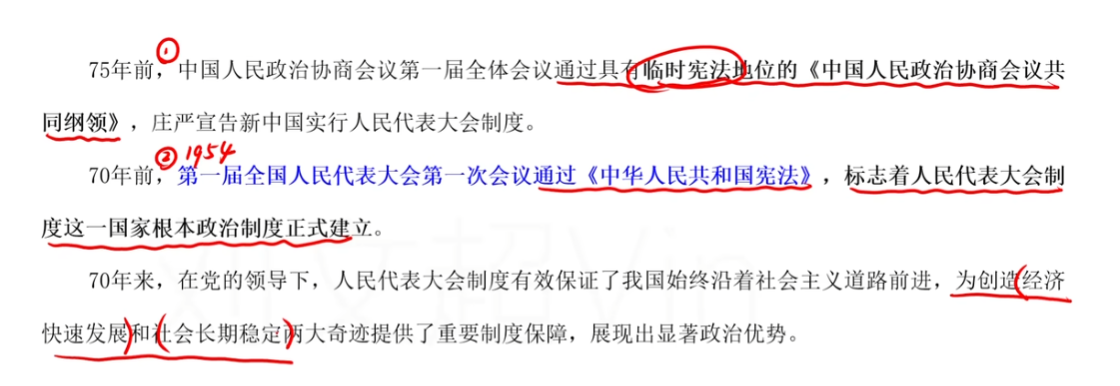 ①
75年前，中国人民政治协商会议第一届全体会议通过具有临时宪法地位的《中国人民政治协商会议共
同纲领》，庄严宣告新中国实行人民代表大会制度。
② 1954
70年前，第一届全国人民代表大会第一次会议通过《中华人民共和国宪法》，标志着人民代表大会制
度这一国家根本政治制度正式建立。
70年来，在党的领导下，人民代表大会制度有效保证了我国始终沿着社会主义道路前进，为创造(经济
快速发展)和(社会长期稳定)两大奇迹提供了重要制度保障，展现出显著政治优势。